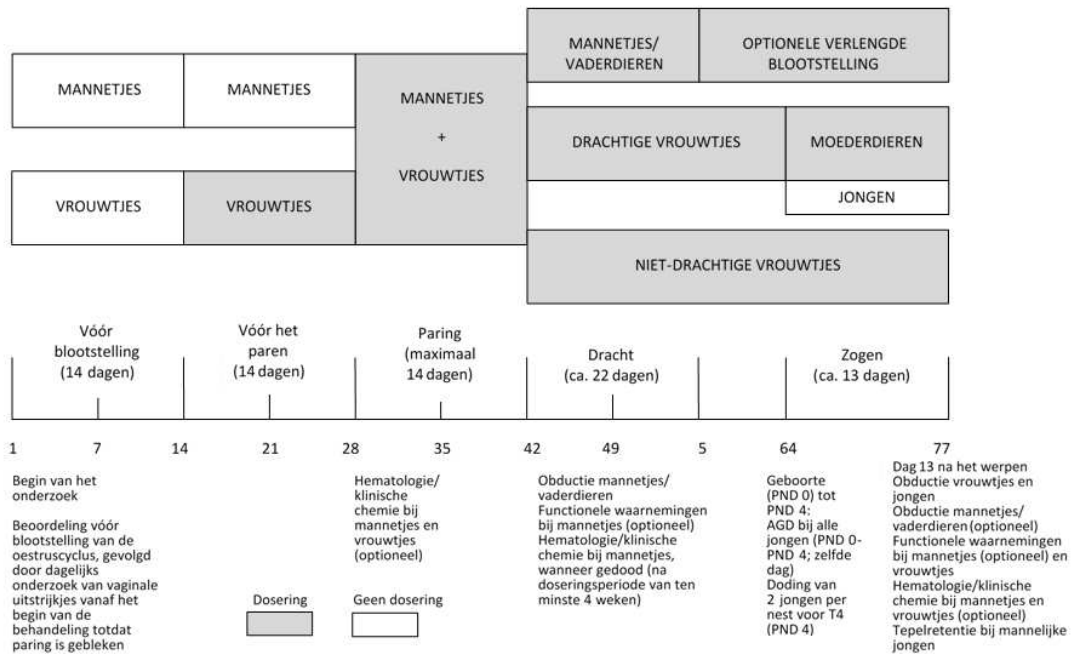 MANNETJES/
VADERDIEREN
OPTIONELE VERLENGDE
BLOOTSTELLING
MANNETJES
MANNETJES
MANNETJES
+
VROUWTJES
DRACHTIGE VROUWTJES
MOEDERDIEREN
JONGEN
VROUWTJES
VROUWTJES
NIET-DRACHTIGE VROUWTJES
Vóór
blootstelling
(14 dagen)
Vóór het
paren
(14 dagen)
Paring
(maximaal
14 dagen)
Dracht
(ca. 22 dagen)
Zogen
(ca. 13 dagen)
1 7 14 21 28 35 42 49 5 64 77
Begin van het
onderzoek
Beoordeling vóór
blootstelling van de
oestruscyclus, gevolgd
door dagelijks
onderzoek van vaginale
uitstrijkjes vanaf het
begin van de
behandeling totdat
paring is gebleken
Dosering
Geen dosering
Hematologie/
klinische
chemie bij
mannetjes en
vrouwtjes
(optioneel)
Obductie mannetjes/
vaderdieren
Functionele waarnemingen
bij mannetjes (optioneel)
Hematologie/klinische
chemie bij mannetjes,
wanneer gedood (na
doseringsperiode van ten
minste 4 weken)
Geboorte
(PND 0) tot
PND 4:
AGD bij alle
jongen (PND 0-
PND 4; zelfde
dag)
Doding van
2 jongen per
nest voor T4
(PND 4)
Dag 13 na het werpen
Obductie vrouwtjes en
jongen
Obductie mannetjes/
vaderdieren (optioneel)
Functionele waarnemingen
bij mannetjes (optioneel) en
vrouwtjes
Hematologie/klinische
chemie bij mannetjes en
vrouwtjes (optioneel)
Tepelretentie bij mannelijke
jongen